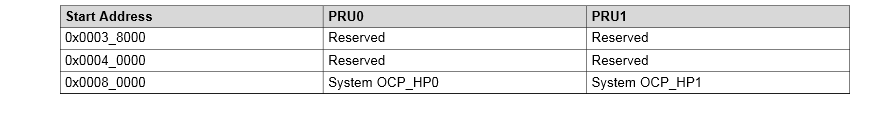 Start Address PRU0 PRU1
0x0003_8000 Reserved Reserved
0x0004_0000 Reserved Reserved
0x0008_0000 System OCP_HP0 System OCP_HP1